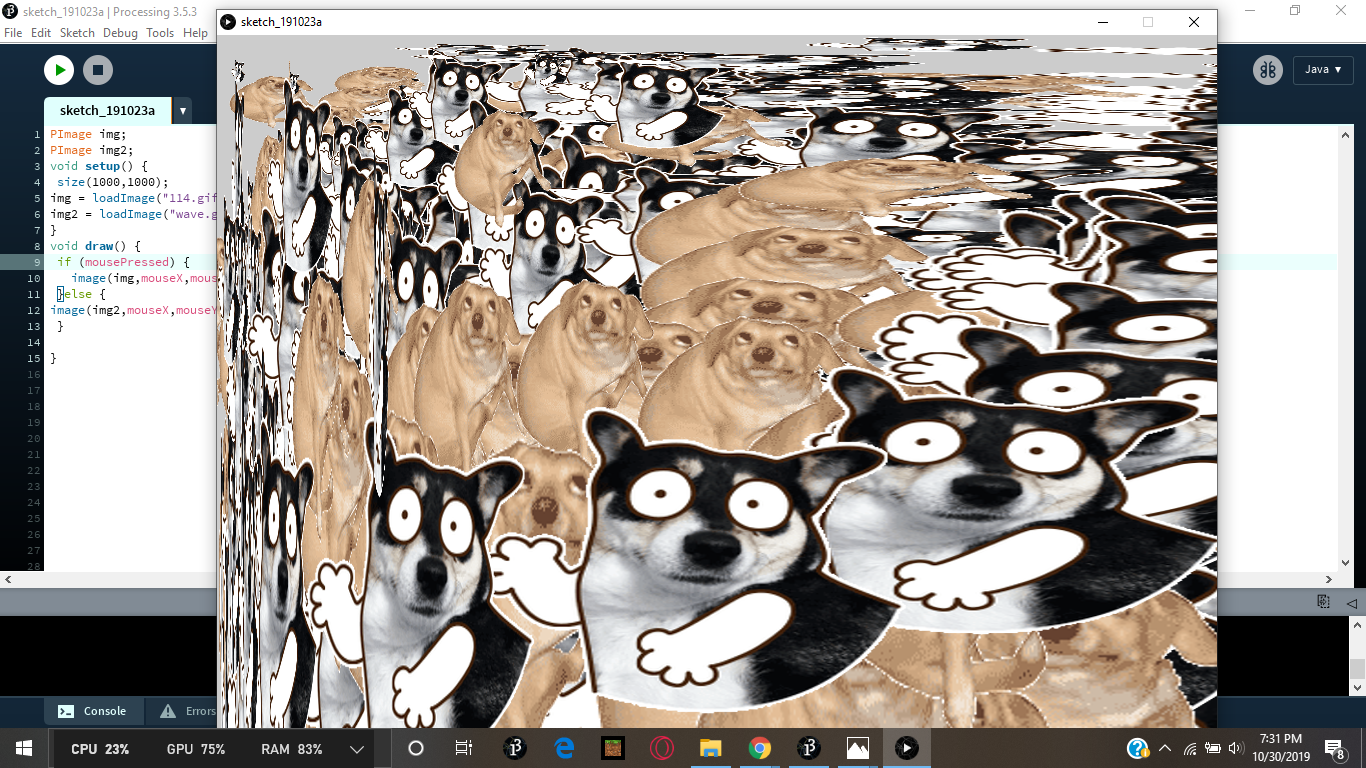 sketch_191023a | Processing 3.5.3
File Edit Sketch Debug Tools Help
sketch_191023a
Java ▾
sketch_191023a ▾
1 PImage img;
2 PImage img2;
3 void setup() {
4 size(1000,1000);
5 img = loadImage("114.gif
6 img2 = loadImage("wave.g
7 }
8 void draw() {
9 if (mousePressed) {
10 image(img,mouseX,mous
11 }else {
12 image(img2,mouseX,mouseY
13 }
14
15 }
16
17
18
19
20
21
22
23
24
25
26
27
28
Console
Errors
CPU 23% GPU 75% RAM 83%
7:31 PM
10/30/2019
8